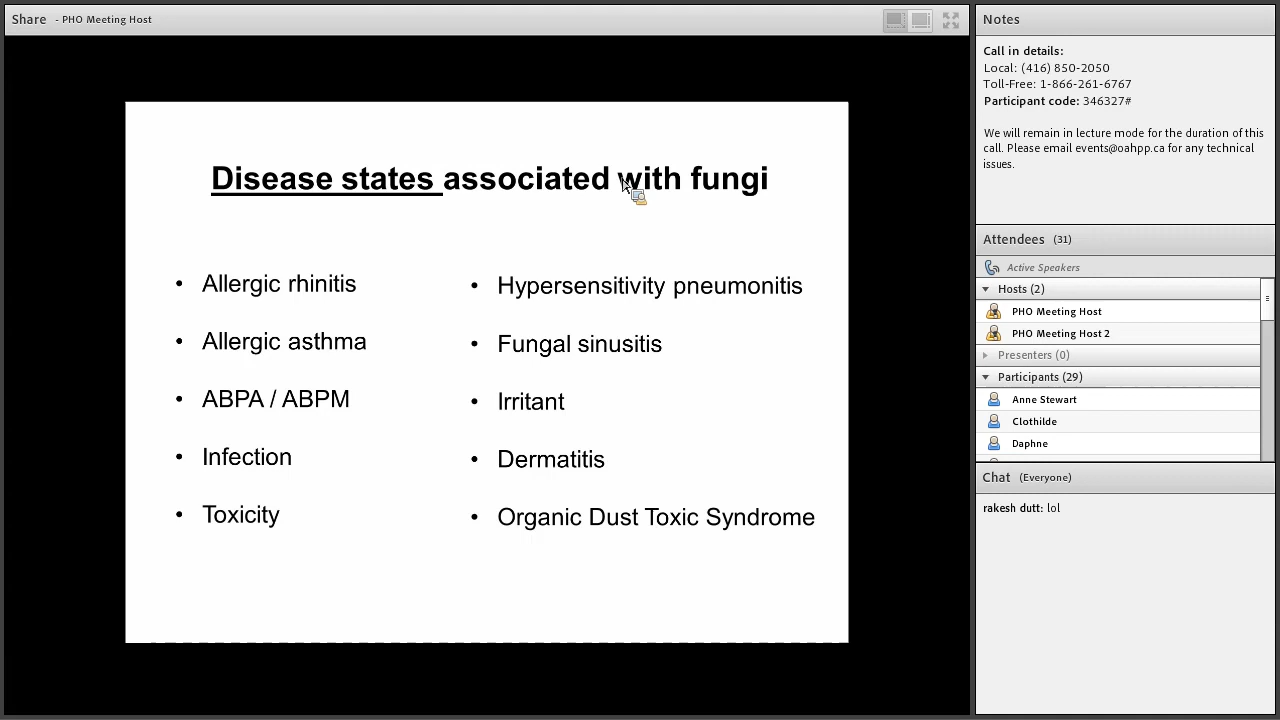 Share - PHO Meeting Host
Disease states associated with fungi
• Allergic rhinitis
• Allergic asthma
• ABPA / ABPM
• Infection
• Toxicity
• Hypersensitivity pneumonitis
• Fungal sinusitis
• Irritant
• Dermatitis
• Organic Dust Toxic Syndrome
Notes
Call in details:
Local: (416) 850-2050
Toll-Free: 1-866-261-6767
Participant code: 346327#
We will remain in lecture mode for the duration of this
call. Please email events@oahpp.ca for any technical
issues.
Attendees (31)
Active Speakers
Hosts (2)
PHO Meeting Host
PHO Meeting Host 2
Presenters (0)
Participants (29)
Anne Stewart
Clothilde
Daphne
Chat (Everyone)
rakesh dutt: lol